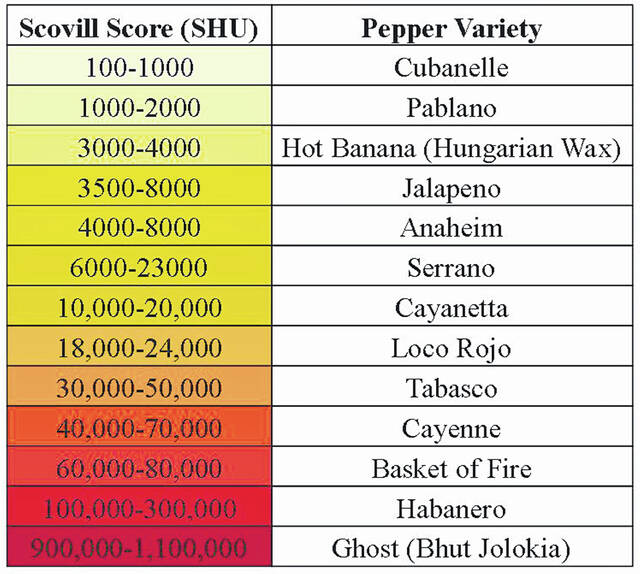 Scovill Score (SHU) Pepper Variety
100-1000 Cubanelle
1000-2000 Pablano
3000-4000 Hot Banana (Hungarian Wax)
3500-8000 Jalapeno
4000-8000 Anaheim
6000-23000 Serrano
10,000-20,000 Cayanetta
18,000-24,000 Loco Rojo
30,000-50,000 Tabasco
40,000-70,000 Cayenne
60,000-80,000 Basket of Fire
100,000-300,000 Habanero
900,000-1,100,000 Ghost (Bhut Jolokia)